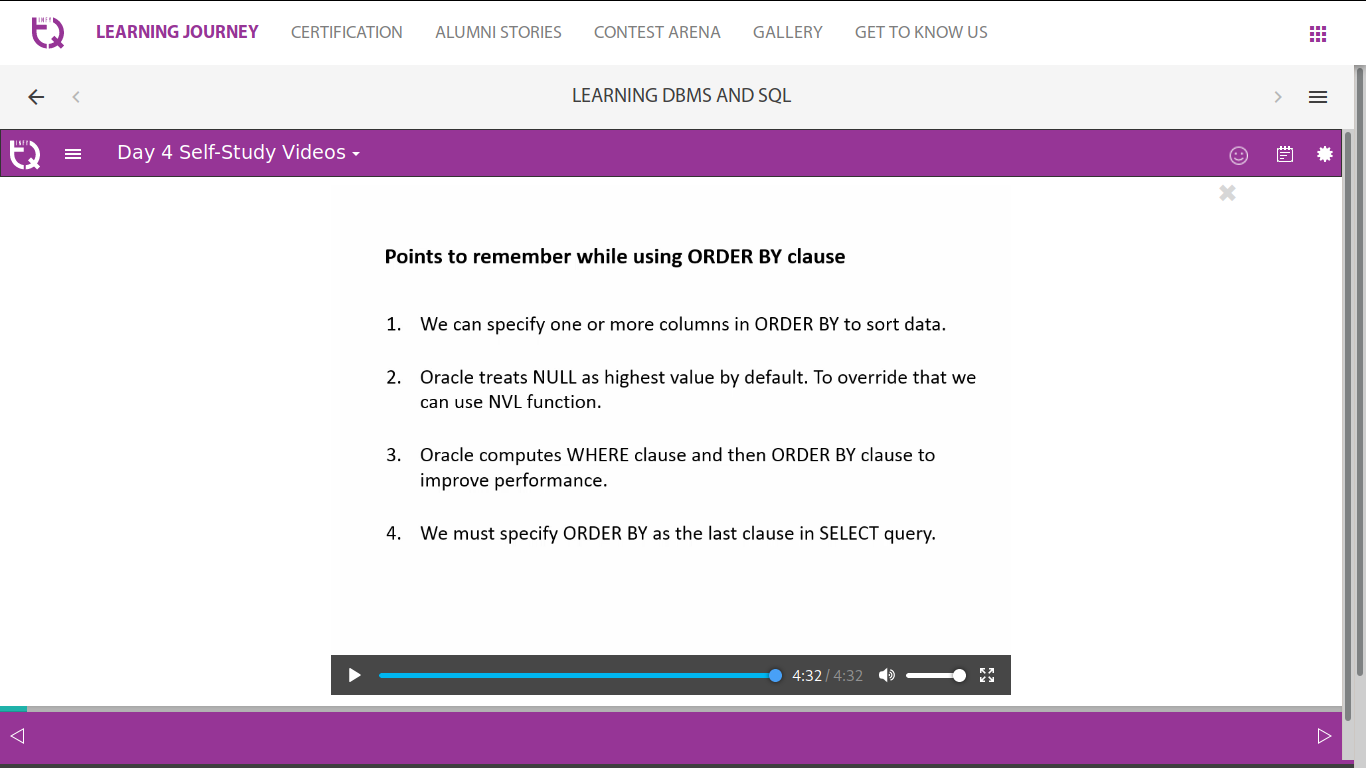 INFY
TQ
LEARNING JOURNEY CERTIFICATION ALUMNI STORIES CONTEST ARENA GALLERY GET TO KNOW US
LEARNING DBMS AND SQL
INFY
TQ
Day 4 Self-Study Videos
Points to remember while using ORDER BY clause
1. We can specify one or more columns in ORDER BY to sort data.
2. Oracle treats NULL as highest value by default. To override that we
can use NVL function.
3. Oracle computes WHERE clause and then ORDER BY clause to
improve performance.
4. We must specify ORDER BY as the last clause in SELECT query.
4:32 / 4:32